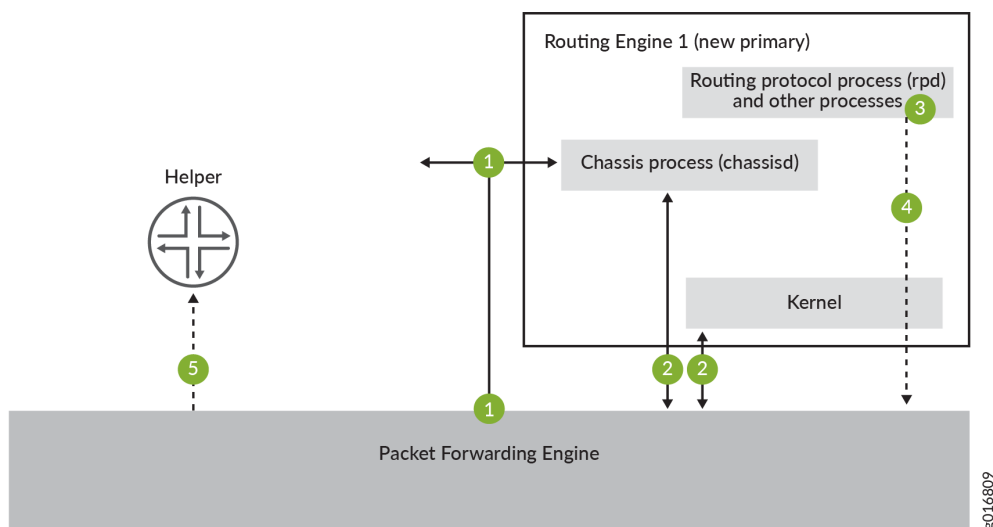 Routing Engine 1 (new primary)
Routing protocol process (rpd)
and other processes
3
1
Chassis process (chassisd)
Helper
4
Kernel
5
2
2
1
Packet Forwarding Engine
g016809